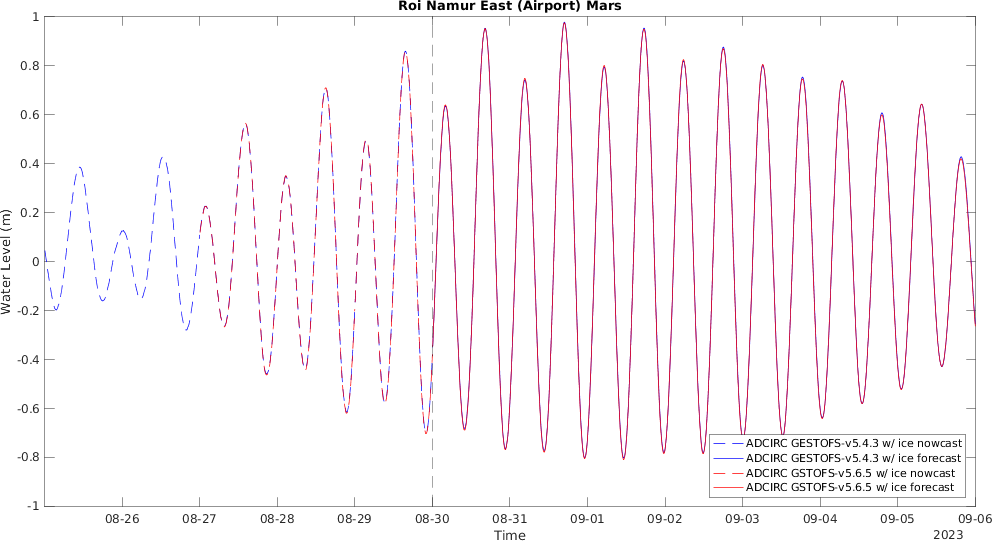 Roi Namur East (Airport) Mars
1
0.8
0.6
0.4
0.2
0
-0.2
-0.4
-0.6
-0.8
-1
Water Level (m)
ADCIRC GESTOFS-v5.4.3 w/ ice nowcast
ADCIRC GESTOFS-v5.4.3 w/ ice forecast
ADCIRC GSTOFS-v5.6.5 w/ ice nowcast
ADCIRC GSTOFS-v5.6.5 w/ ice forecast
08-26 08-27 08-28 08-29 08-30 08-31 09-01 09-02 09-03 09-04 09-05 09-06
Time
2023